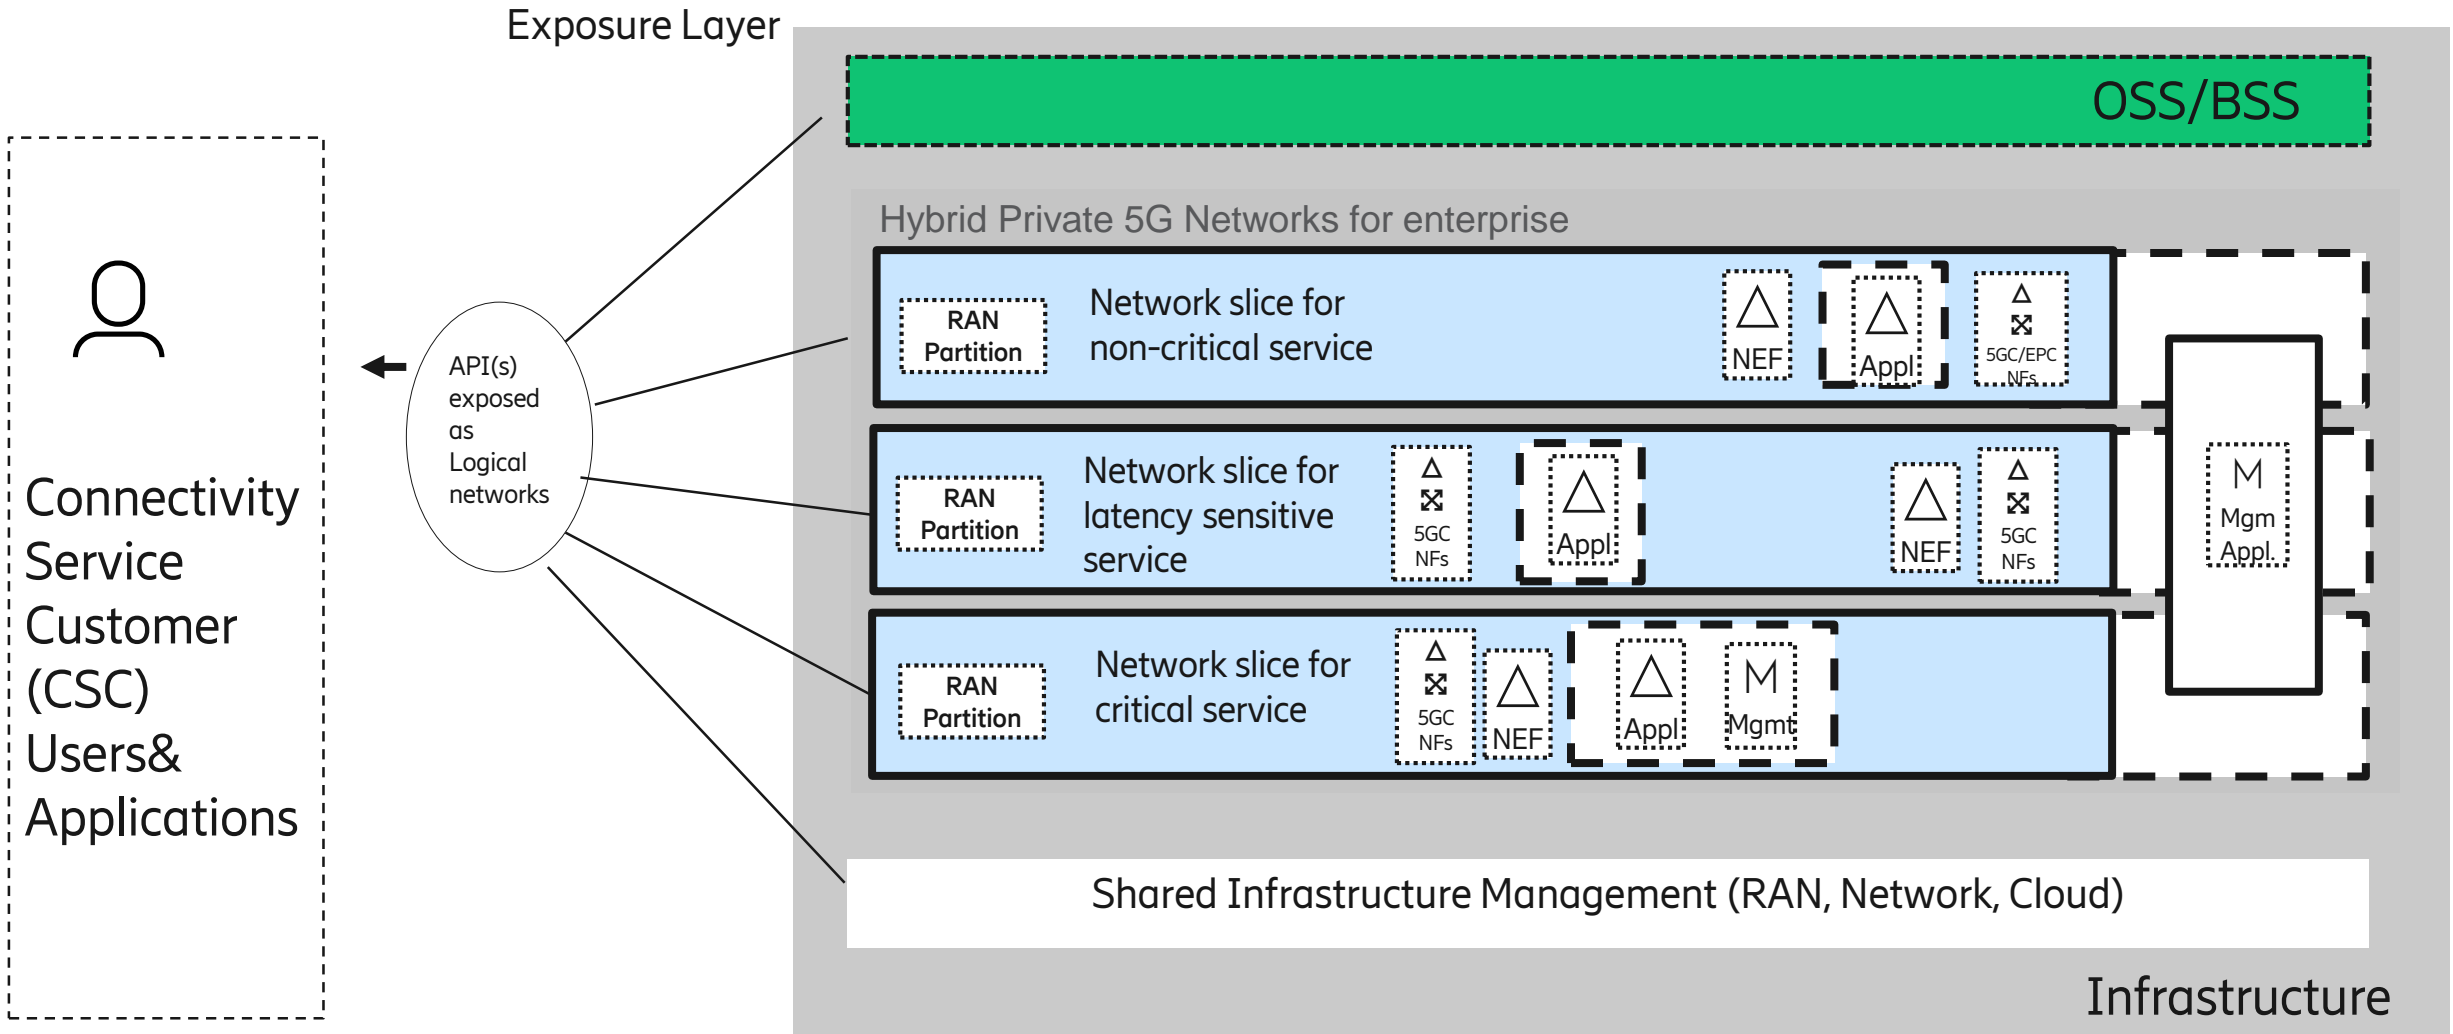 Exposure Layer
OSS/BSS
Connectivity
Service
Customer
(CSC)
Users&
Applications
API(s)
exposed
as
Logical
networks
Hybrid Private 5G Networks for enterprise
RAN
Partition
Network slice for
non-critical service
NEF
Appl
5GC/EPC
NFs
RAN
Partition
Network slice for
latency sensitive
service
5GC
NFs
Appl
NEF
5GC
NFs
M
Mgm
Appl.
RAN
Partition
Network slice for
critical service
5GC
NFs
NEF
Appl
M
Mgmt
Shared Infrastructure Management (RAN, Network, Cloud)
Infrastructure